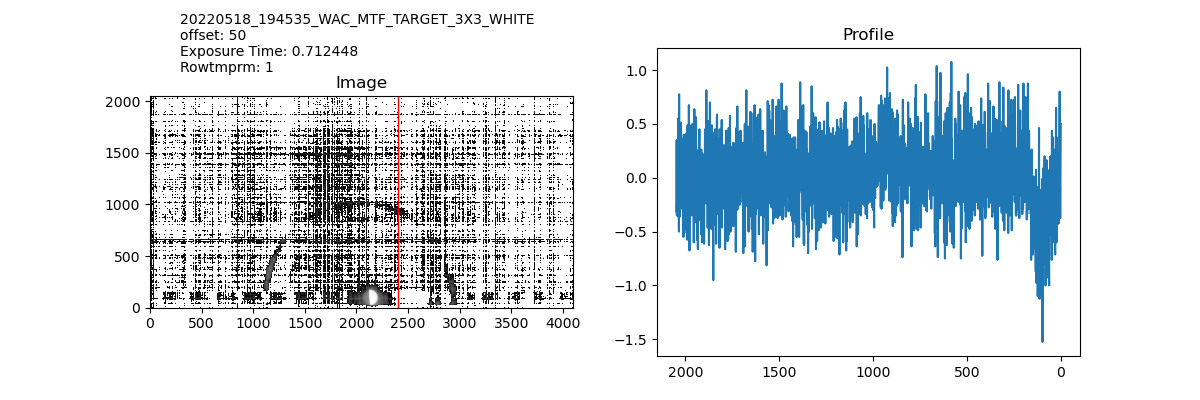 20220518_194535_WAC_MTF_TARGET_3X3_WHITE
offset: 50
Exposure Time: 0.712448
Rowtmprm: 1
Image
2000
1500
1000
500
0
0 500 1000 1500 2000 2500 3000 3500 4000
Profile
1.0
0.5
0.0
−0.5
−1.0
−1.5
2000 1500 1000 500 0